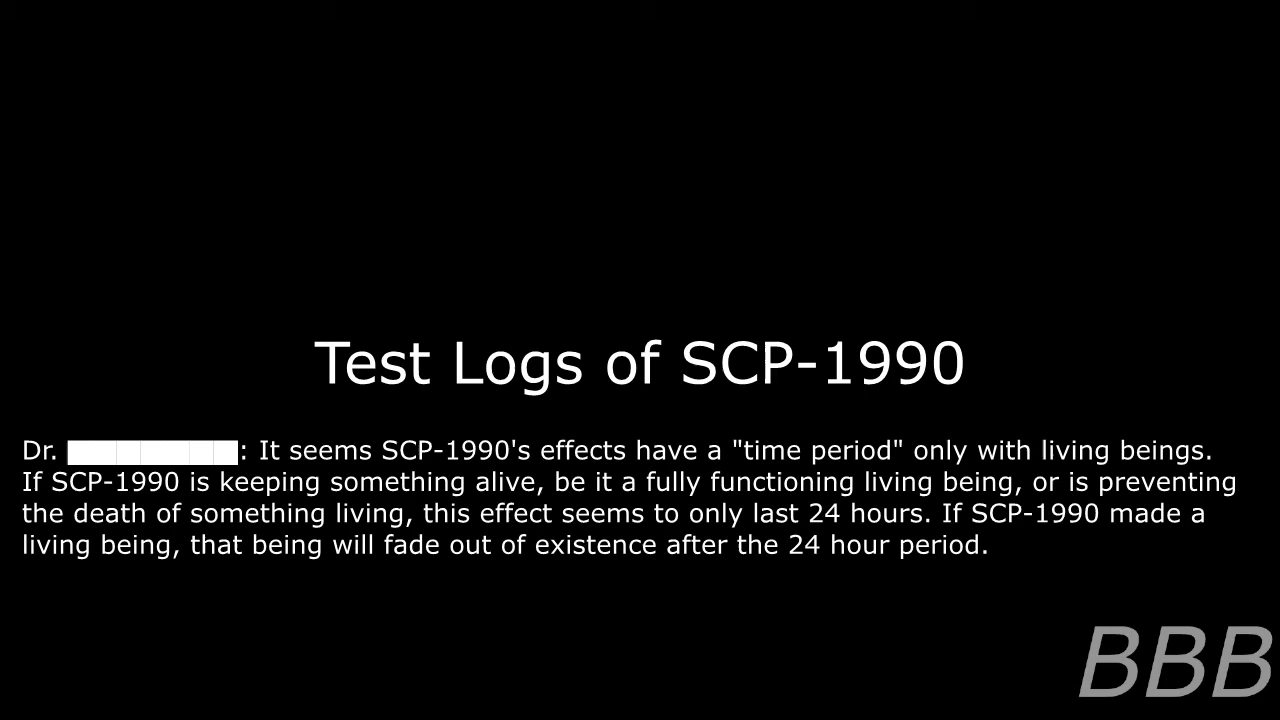 Test Logs of SCP-1990
Dr. ███████: It seems SCP-1990's effects have a "time period" only with living beings.
If SCP-1990 is keeping something alive, be it a fully functioning living being, or is preventing
the death of something living, this effect seems to only last 24 hours. If SCP-1990 made a
living being, that being will fade out of existence after the 24 hour period.
BBB